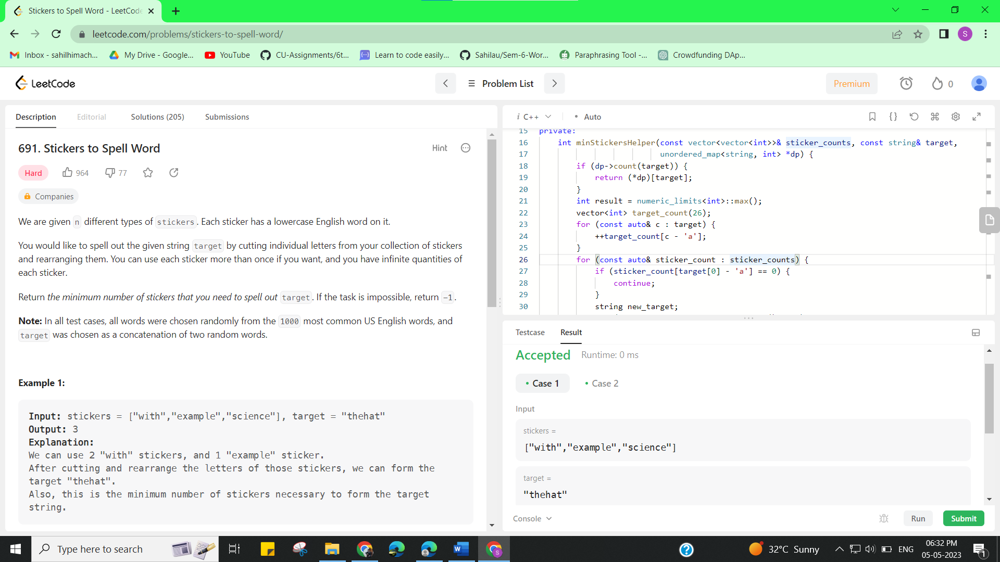 Stickers to Spell Word - LeetCode
leetcode.com/problems/stickers-to-spell-word/
S
Inbox - sahilhimach...
My Drive - Google...
YouTube
CU-Assignments/6t...
Learn to code easily...
Sahilau/Sem-6-Wor...
Paraphrasing Tool -...
Crowdfunding DAp...
LeetCode
Problem List
Premium
0
Description
Editorial
Solutions (205)
Submissions
691. Stickers to Spell Word
Hint
Hard
964
77
Companies
We are given n different types of stickers. Each sticker has a lowercase English word on it.
You would like to spell out the given string target by cutting individual letters from your collection of stickers
and rearranging them. You can use each sticker more than once if you want, and you have infinite quantities of
each sticker.
Return the minimum number of stickers that you need to spell out target. If the task is impossible, return -1.
Note: In all test cases, all words were chosen randomly from the 1000 most common US English words, and
target was chosen as a concatenation of two random words.
Example 1:
Input: stickers = ["with","example","science"], target = "thehat"
Output: 3
Explanation:
We can use 2 "with" stickers, and 1 "example" sticker.
After cutting and rearrange the letters of those stickers, we can form the
target "thehat".
Also, this is the minimum number of stickers necessary to form the target
string.
i C++
• Auto
15 private:
16 int minStickersHelper(const vector<vector<int>>& sticker_counts, const string& target,
17 unordered_map<string, int> *dp) {
18 if (dp->count(target)) {
19 return (*dp)[target];
20 }
21 int result = numeric_limits<int>::max();
22 vector<int> target_count(26);
23 for (const auto& c : target) {
24 ++target_count[c - 'a'];
25 }
26 for (const auto& sticker_count : sticker_counts) {
27 if (sticker_count[target[0] - 'a'] == 0) {
28 continue;
29 }
30 string new_target;
Testcase
Result
Accepted
Runtime: 0 ms
• Case 1
• Case 2
Input
stickers =
["with","example","science"]
target =
"thehat"
Console
Run
Submit
Type here to search
32°C Sunny
ENG
06:32 PM
05-05-2023
1